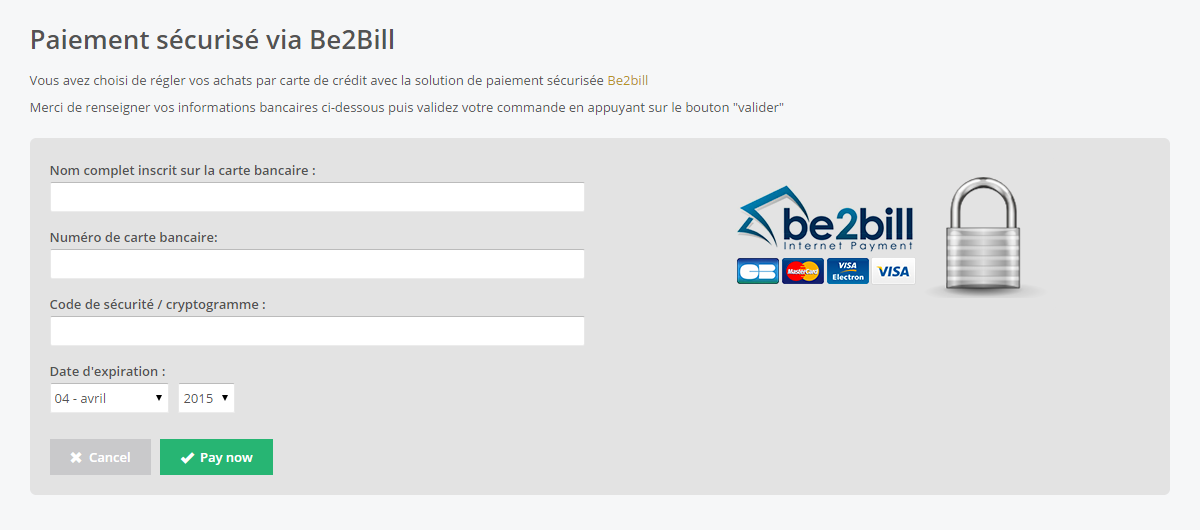 Paiement sécurisé via Be2Bill
Vous avez choisi de régler vos achats par carte de crédit avec la solution de paiement sécurisée Be2bill
Merci de renseigner vos informations bancaires ci-dessous puis validez votre commande en appuyant sur le bouton "valider"
Nom complet inscrit sur la carte bancaire :
Numéro de carte bancaire:
Code de sécurité / cryptogramme :
Date d'expiration :
04 - avril 2015
Cancel Pay now
be2bill
Internet Payment
CB MasterCard VISA Electron VISA